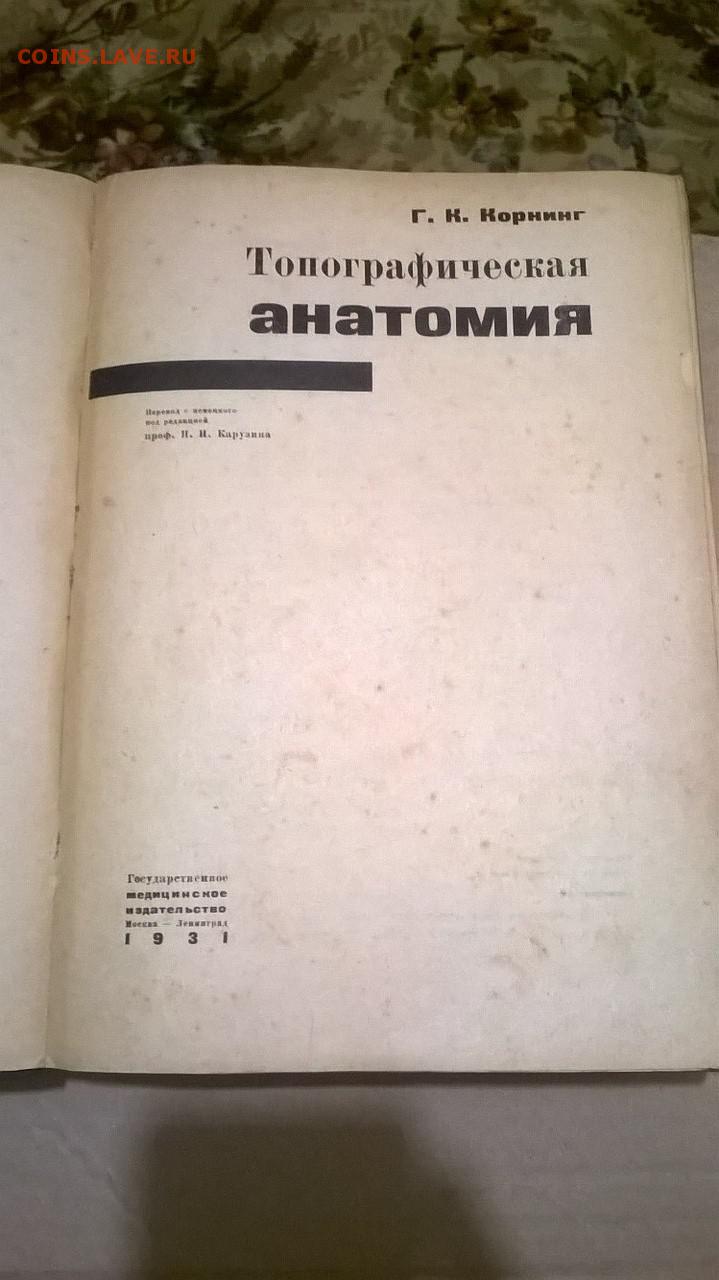 COINS.LAVE.RU
Г. К. Корнинг
Топографическая
анатомия
Перевод с немецкого
под редакцией
проф. П. И. Карузина
Государственное
медицинское
издательство
Москва — Ленинград
1931